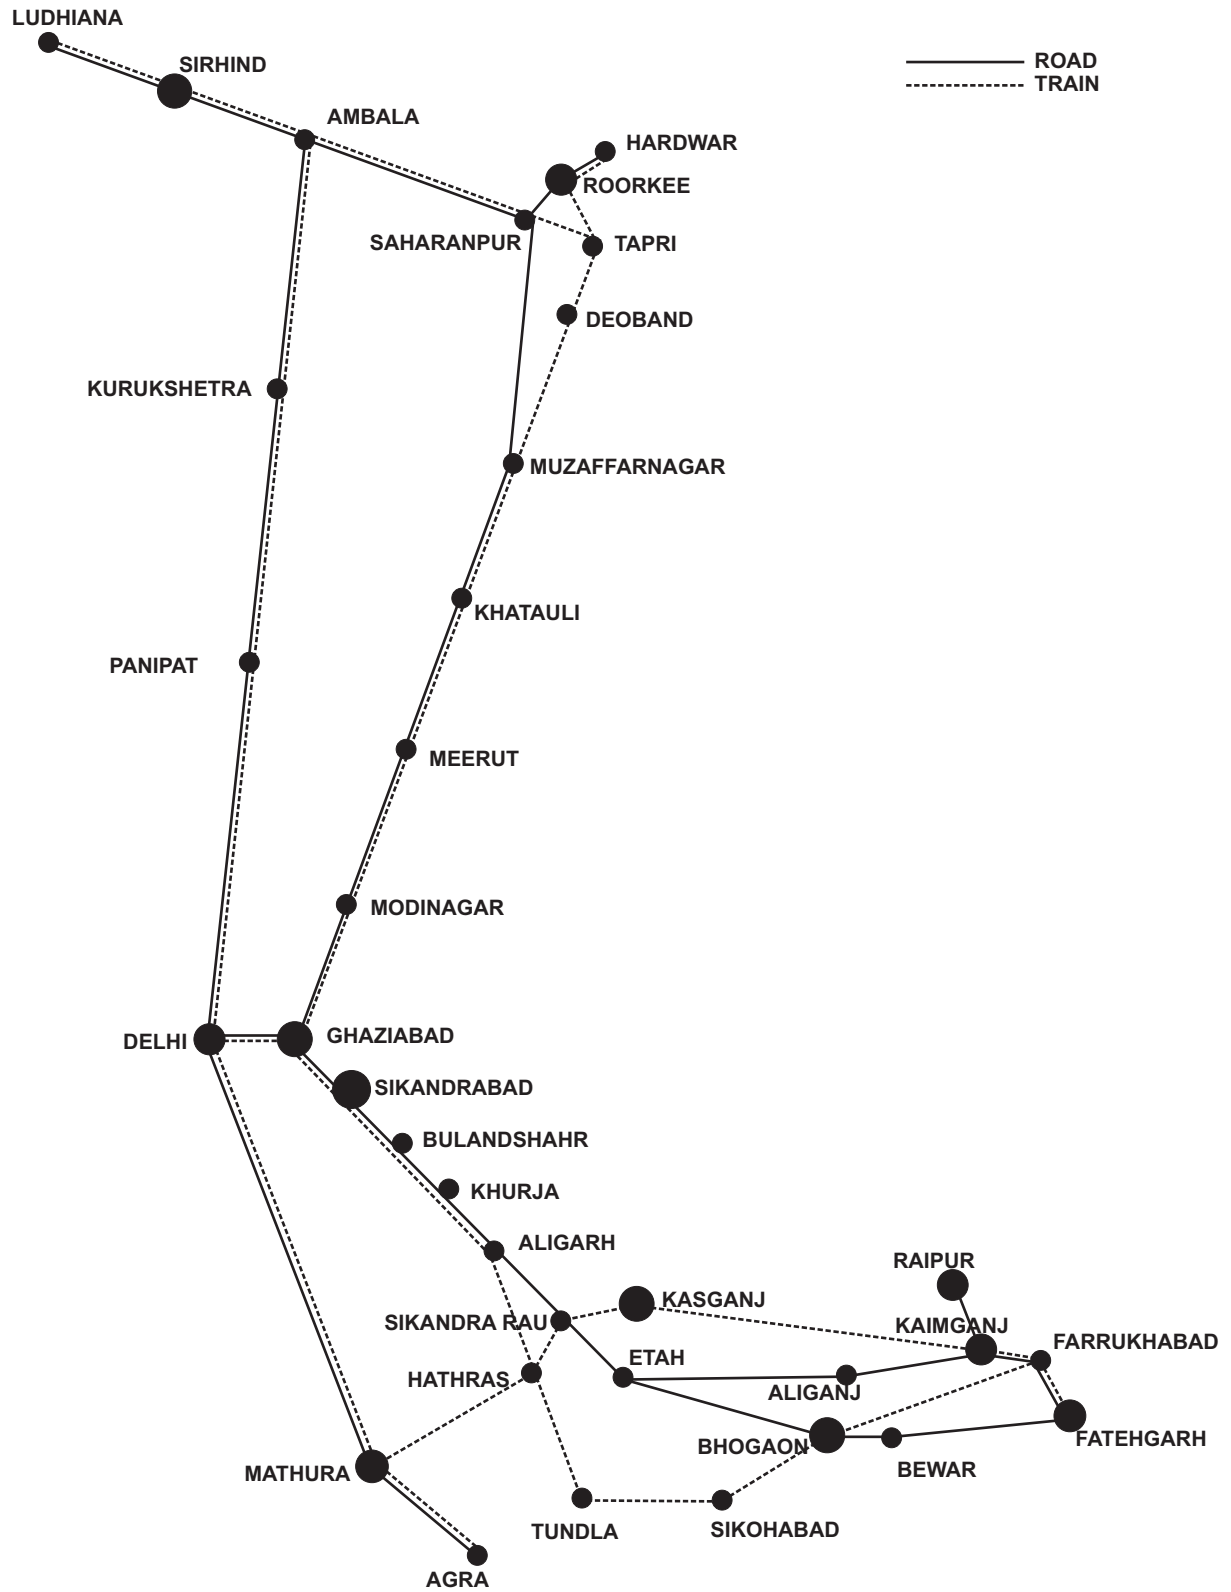 LUDHIANA
SIRHIND
ROAD
TRAIN
AMBALA
HARDWAR
ROORKEE
SAHARANPUR
TAPRI
DEOBAND
KURUKSHETRA
MUZAFFARNAGAR
KHATAULI
PANIPAT
MEERUT
MODINAGAR
DELHI
GHAZIABAD
SIKANDRABAD
BULANDSHAHR
KHURJA
ALIGARH
RAIPUR
KASGANJ
SIKANDRA RAU
KAIMGANJ
FARRUKHABAD
ETAH
HATHRAS
ALIGANJ
BHOGAON
FATEHGARH
MATHURA
BEWAR
TUNDLA
SIKOHABAD
AGRA